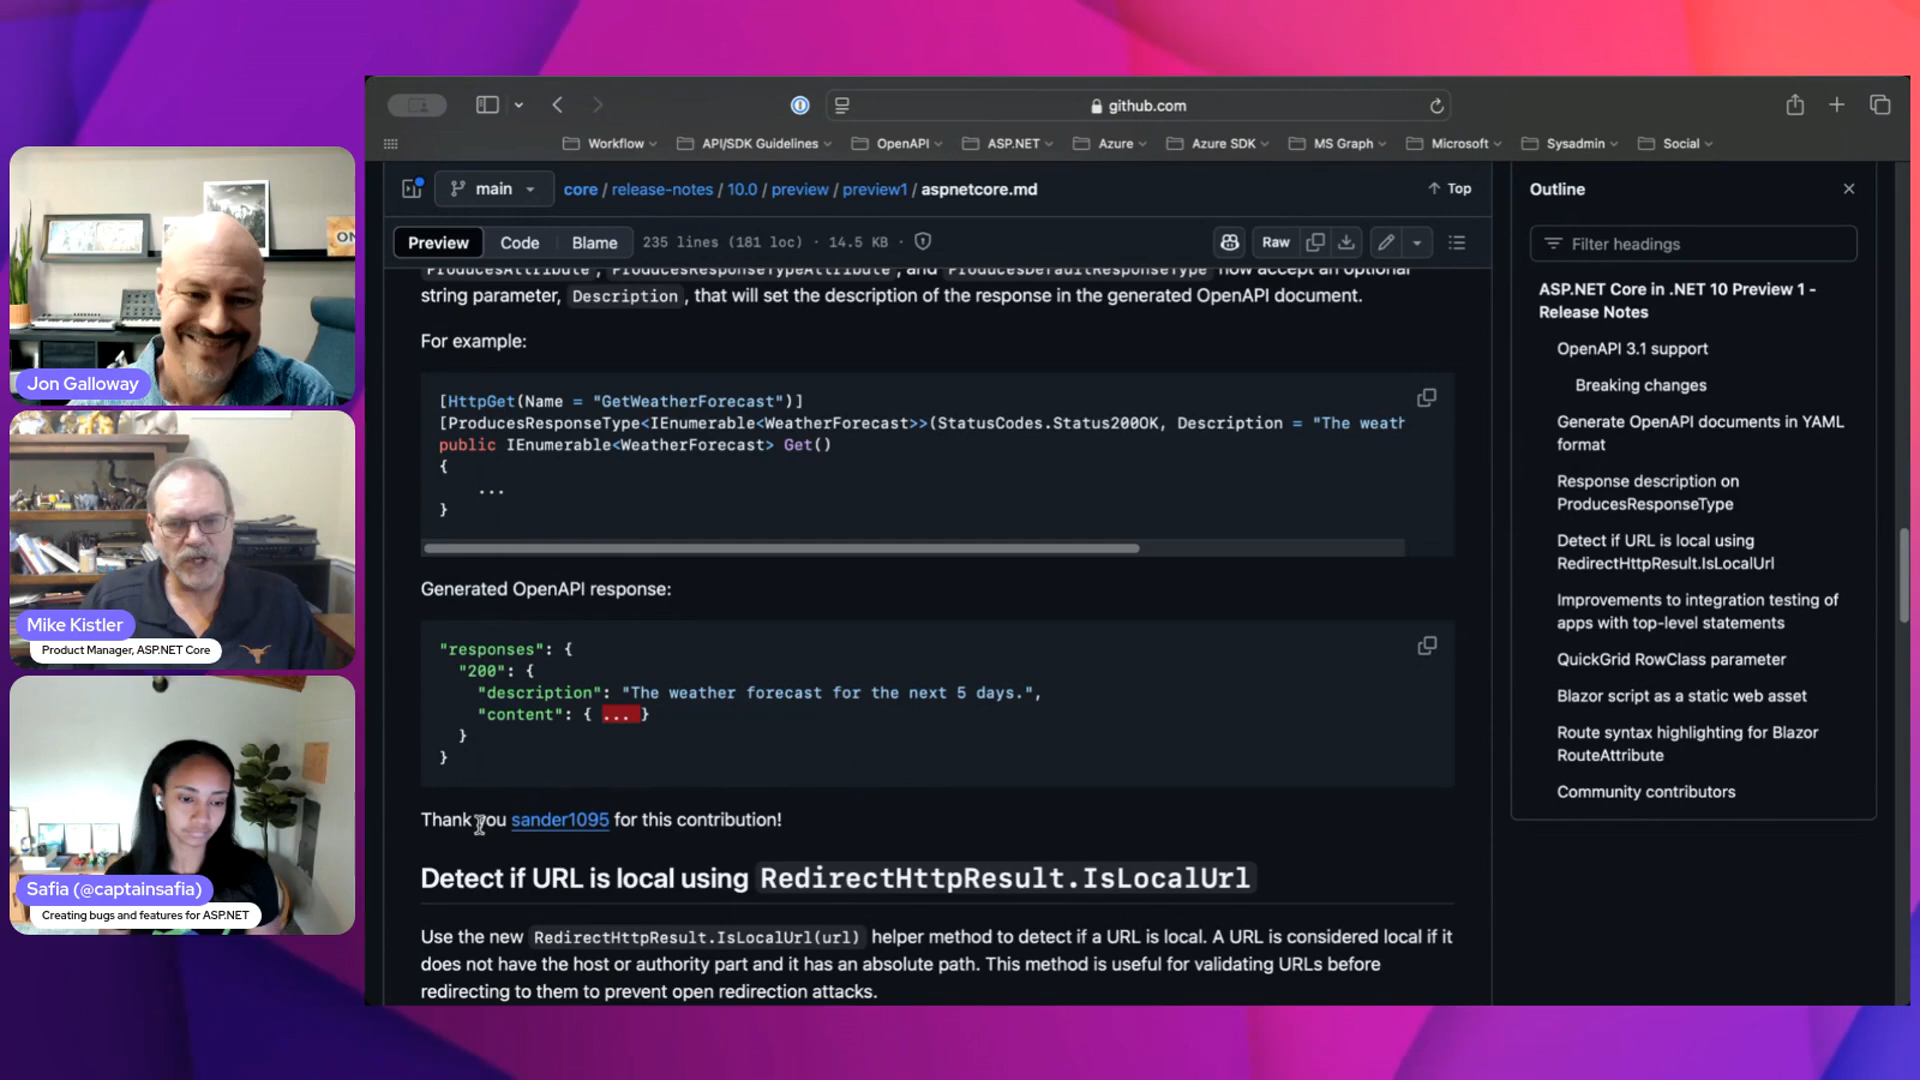 github.com
Workflow
API/SDK Guidelines
OpenAPI
ASP.NET
Azure
Azure SDK
MS Graph
Microsoft
Sysadmin
Social
main
core / release-notes / 10.0 / preview / preview1 / aspnetcore.md
Top
Preview
Code
Blame
235 lines (181 loc) · 14.5 KB
Raw
ProducesAttribute, ProducesResponseTypeAttribute, and ProducesDefaultResponseType now accept an optional
string parameter, Description, that will set the description of the response in the generated OpenAPI document.
For example:
[HttpGet(Name = "GetWeatherForecast")]
[ProducesResponseType<IEnumerable<WeatherForecast>>(StatusCodes.Status200OK, Description = "The weath
public IEnumerable<WeatherForecast> Get()
{
...
}
Generated OpenAPI response:
"responses": {
"200": {
"description": "The weather forecast for the next 5 days.",
"content": { ... }
}
}
Thank you sander1095 for this contribution!
Detect if URL is local using RedirectHttpResult.IsLocalUrl
Use the new RedirectHttpResult.IsLocalUrl(url) helper method to detect if a URL is local. A URL is considered local if it
does not have the host or authority part and it has an absolute path. This method is useful for validating URLs before
redirecting to them to prevent open redirection attacks.
Outline
Filter headings
ASP.NET Core in .NET 10 Preview 1 -
Release Notes
OpenAPI 3.1 support
Breaking changes
Generate OpenAPI documents in YAML
format
Response description on
ProducesResponseType
Detect if URL is local using
RedirectHttpResult.IsLocalUrl
Improvements to integration testing of
apps with top-level statements
QuickGrid RowClass parameter
Blazor script as a static web asset
Route syntax highlighting for Blazor
RouteAttribute
Community contributors
ON
Jon Galloway
Mike Kistler
Product Manager, ASP.NET Core
Safia (@captainsafia)
Creating bugs and features for ASP.NET